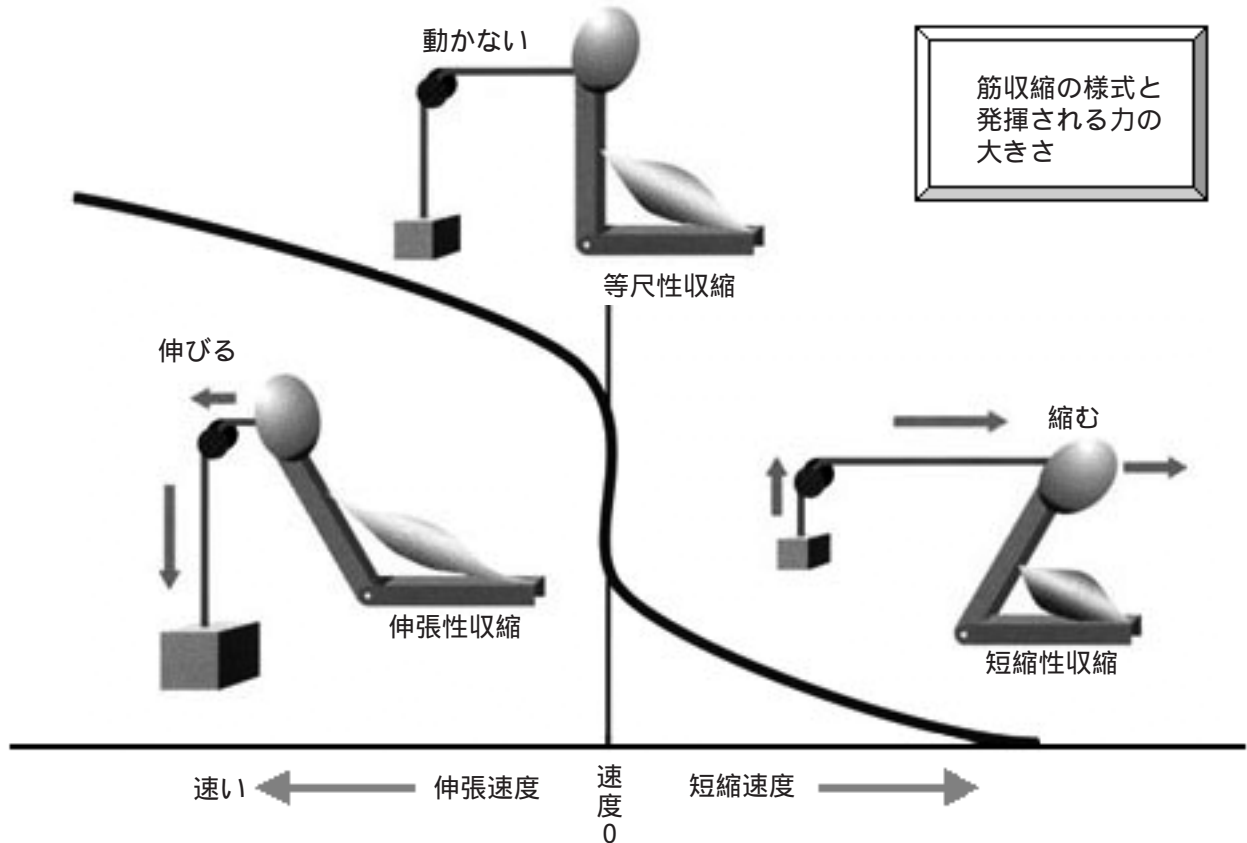 動かない
筋収縮の様式と
発揮される力の
大きさ
等尺性収縮
伸びる
縮む
伸張性収縮
短縮性収縮
速い 伸張速度 速度0 短縮速度